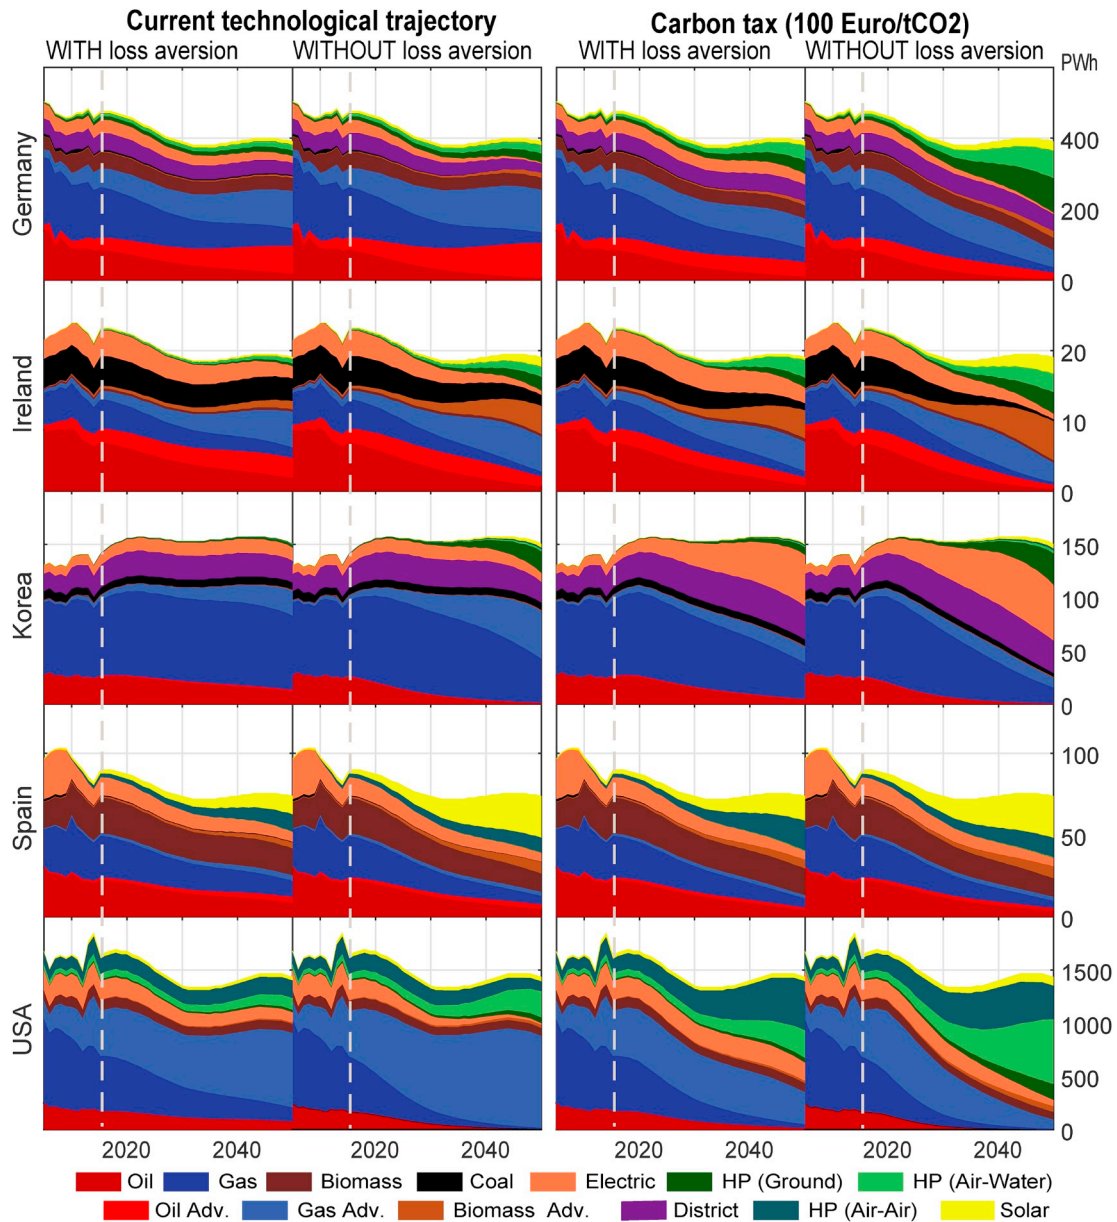 Current technological trajectory Carbon tax (100 Euro/tCO2)
WITH loss aversion WITHOUT loss aversion WITH loss aversion WITHOUT loss aversion PWh
Germany
400
200
0
Ireland
20
10
0
Korea
150
100
50
0
Spain
100
50
0
USA
1500
1000
500
0
2020 2040 2020 2040 2020 2040 2020 2040
Oil Gas Biomass Coal Electric HP (Ground) HP (Air-Water)
Oil Adv. Gas Adv. Biomass Adv. District HP (Air-Air) Solar